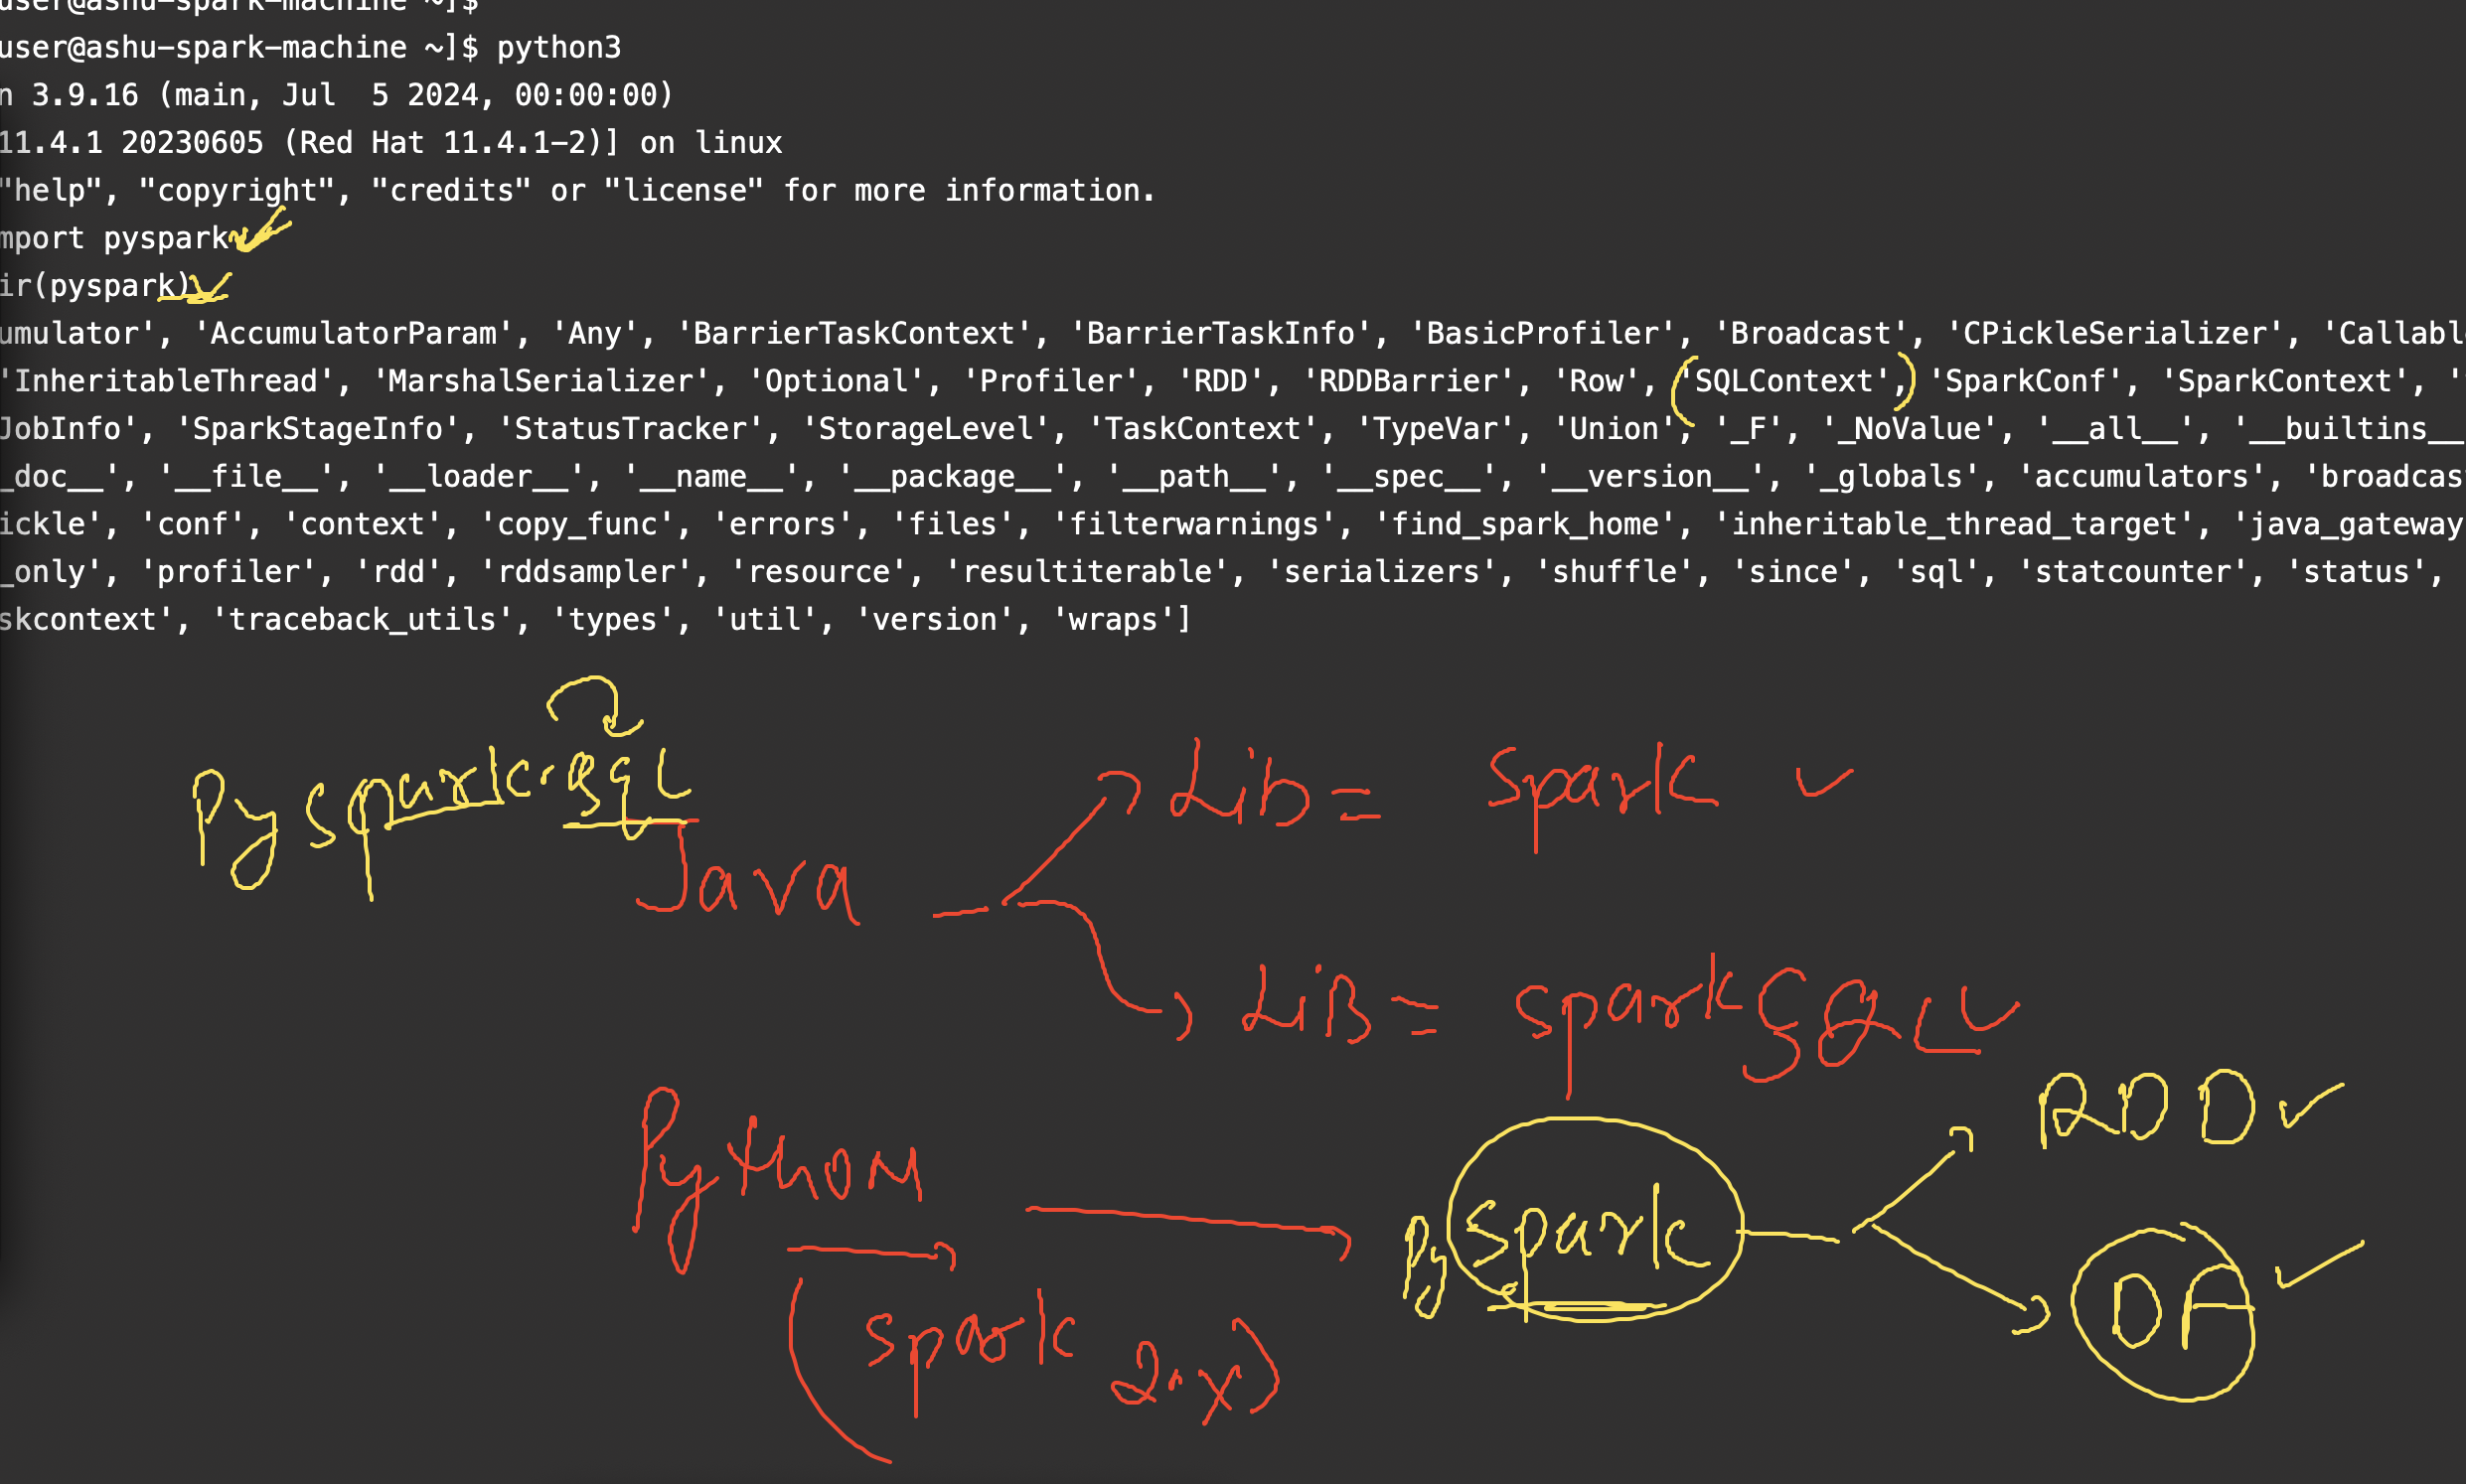 user@ashu-spark-machine ~]$
user@ashu-spark-machine ~]$ python3
n 3.9.16 (main, Jul  5 2024, 00:00:00)
11.4.1 20230605 (Red Hat 11.4.1-2)] on linux
"help", "copyright", "credits" or "license" for more information.
mport pyspark
ir(pyspark)
umulator', 'AccumulatorParam', 'Any', 'BarrierTaskContext', 'BarrierTaskInfo', 'BasicProfiler', 'Broadcast', 'CPickleSerializer', 'Callabl
'InheritableThread', 'MarshalSerializer', 'Optional', 'Profiler', 'RDD', 'RDDBarrier', 'Row', 'SQLContext', 'SparkConf', 'SparkContext', '
JobInfo', 'SparkStageInfo', 'StatusTracker', 'StorageLevel', 'TaskContext', 'TypeVar', 'Union', '_F', '_NoValue', '__all__', '__builtins__
_doc__', '__file__', '__loader__', '__name__', '__package__', '__path__', '__spec__', '__version__', '_globals', 'accumulators', 'broadcas
ickle', 'conf', 'context', 'copy_func', 'errors', 'files', 'filterwarnings', 'find_spark_home', 'inheritable_thread_target', 'java_gateway
_only', 'profiler', 'rdd', 'rddsampler', 'resource', 'resultiterable', 'serializers', 'shuffle', 'since', 'sql', 'statcounter', 'status',
skcontext', 'traceback_utils', 'types', 'util', 'version', 'wraps']
Pyspark.sqL
Lib = Spark
Java
LiB = sparkSQL
RDD
Python
pyspark
DF
(spark 2.x)